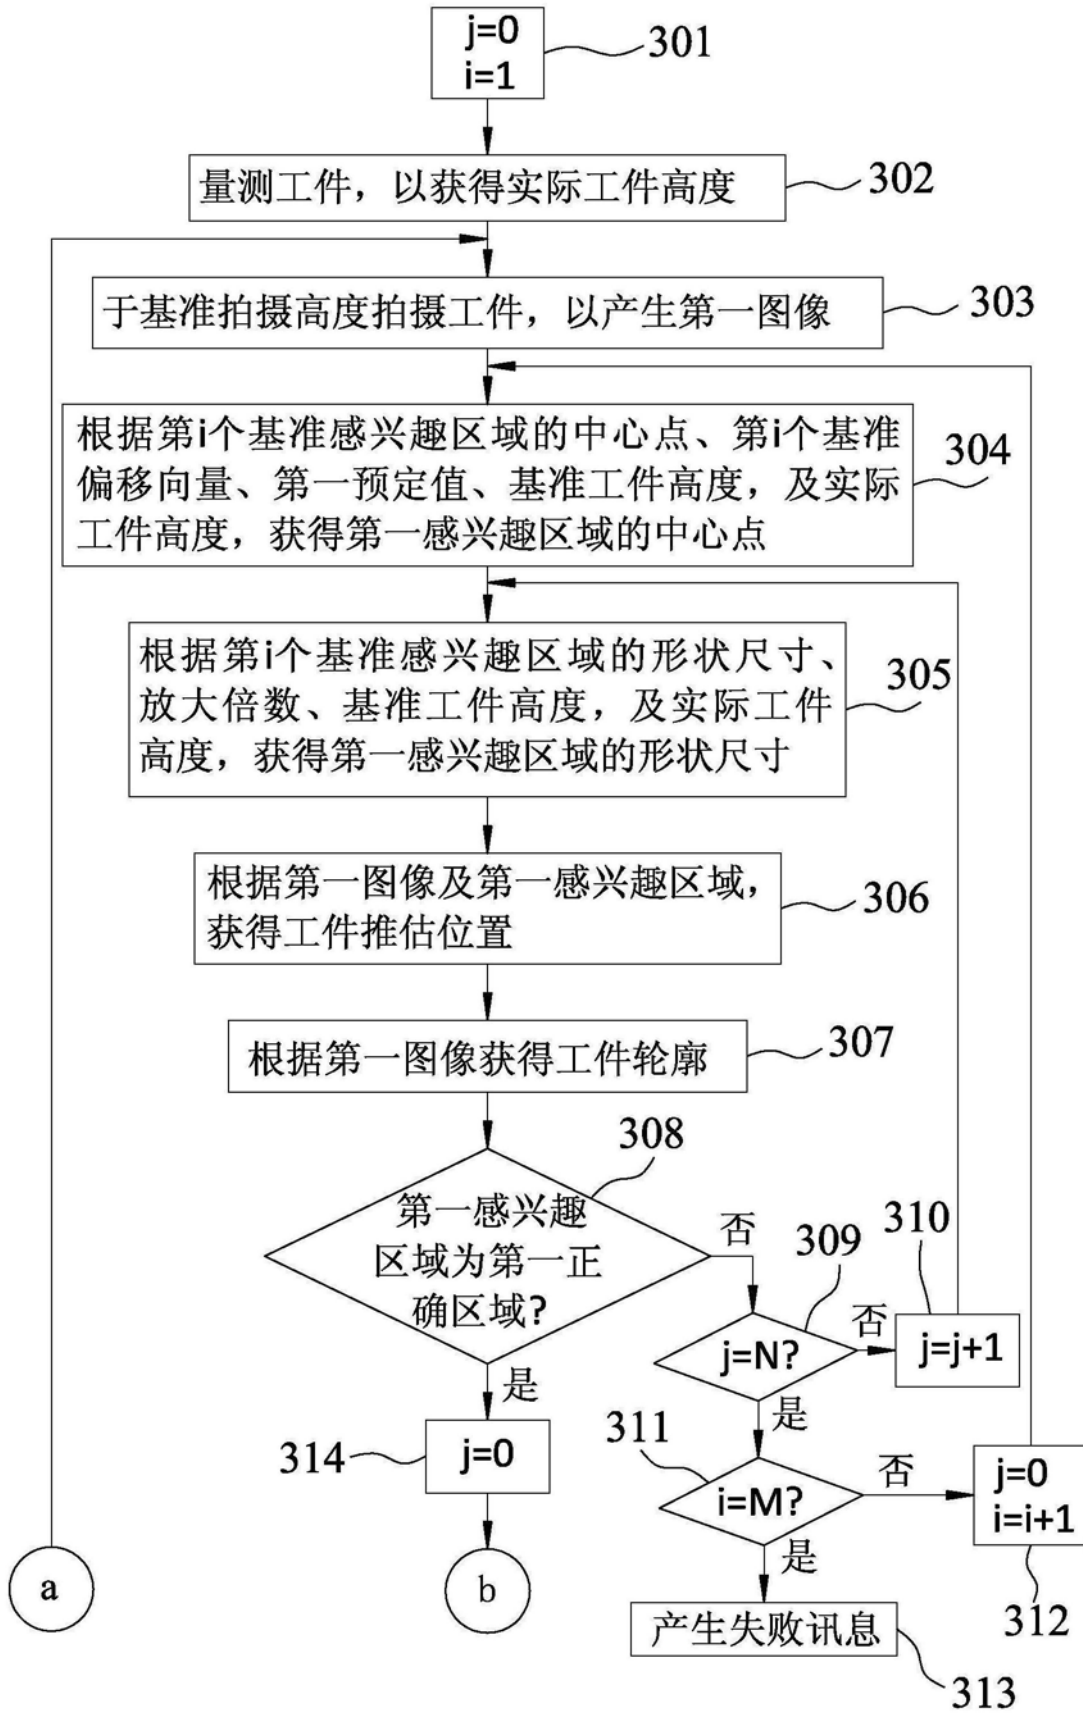 j=0
i=1
301
量测工件，以获得实际工件高度
302
于基准拍摄高度拍摄工件，以产生第一图像
303
根据第i个基准感兴趣区域的中心点、第i个基准
偏移向量、第一预定值、基准工件高度，及实际
工件高度，获得第一感兴趣区域的中心点
304
根据第i个基准感兴趣区域的形状尺寸、
放大倍数、基准工件高度，及实际工件
高度，获得第一感兴趣区域的形状尺寸
305
根据第一图像及第一感兴趣区域，
获得工件推估位置
306
根据第一图像获得工件轮廓
307
308
第一感兴趣
区域为第一正
确区域?
否
309
310
j=N?
否
j=j+1
是
是
311
314
j=0
i=M?
否
j=0
i=i+1
是
312
a
b
产生失败讯息
313